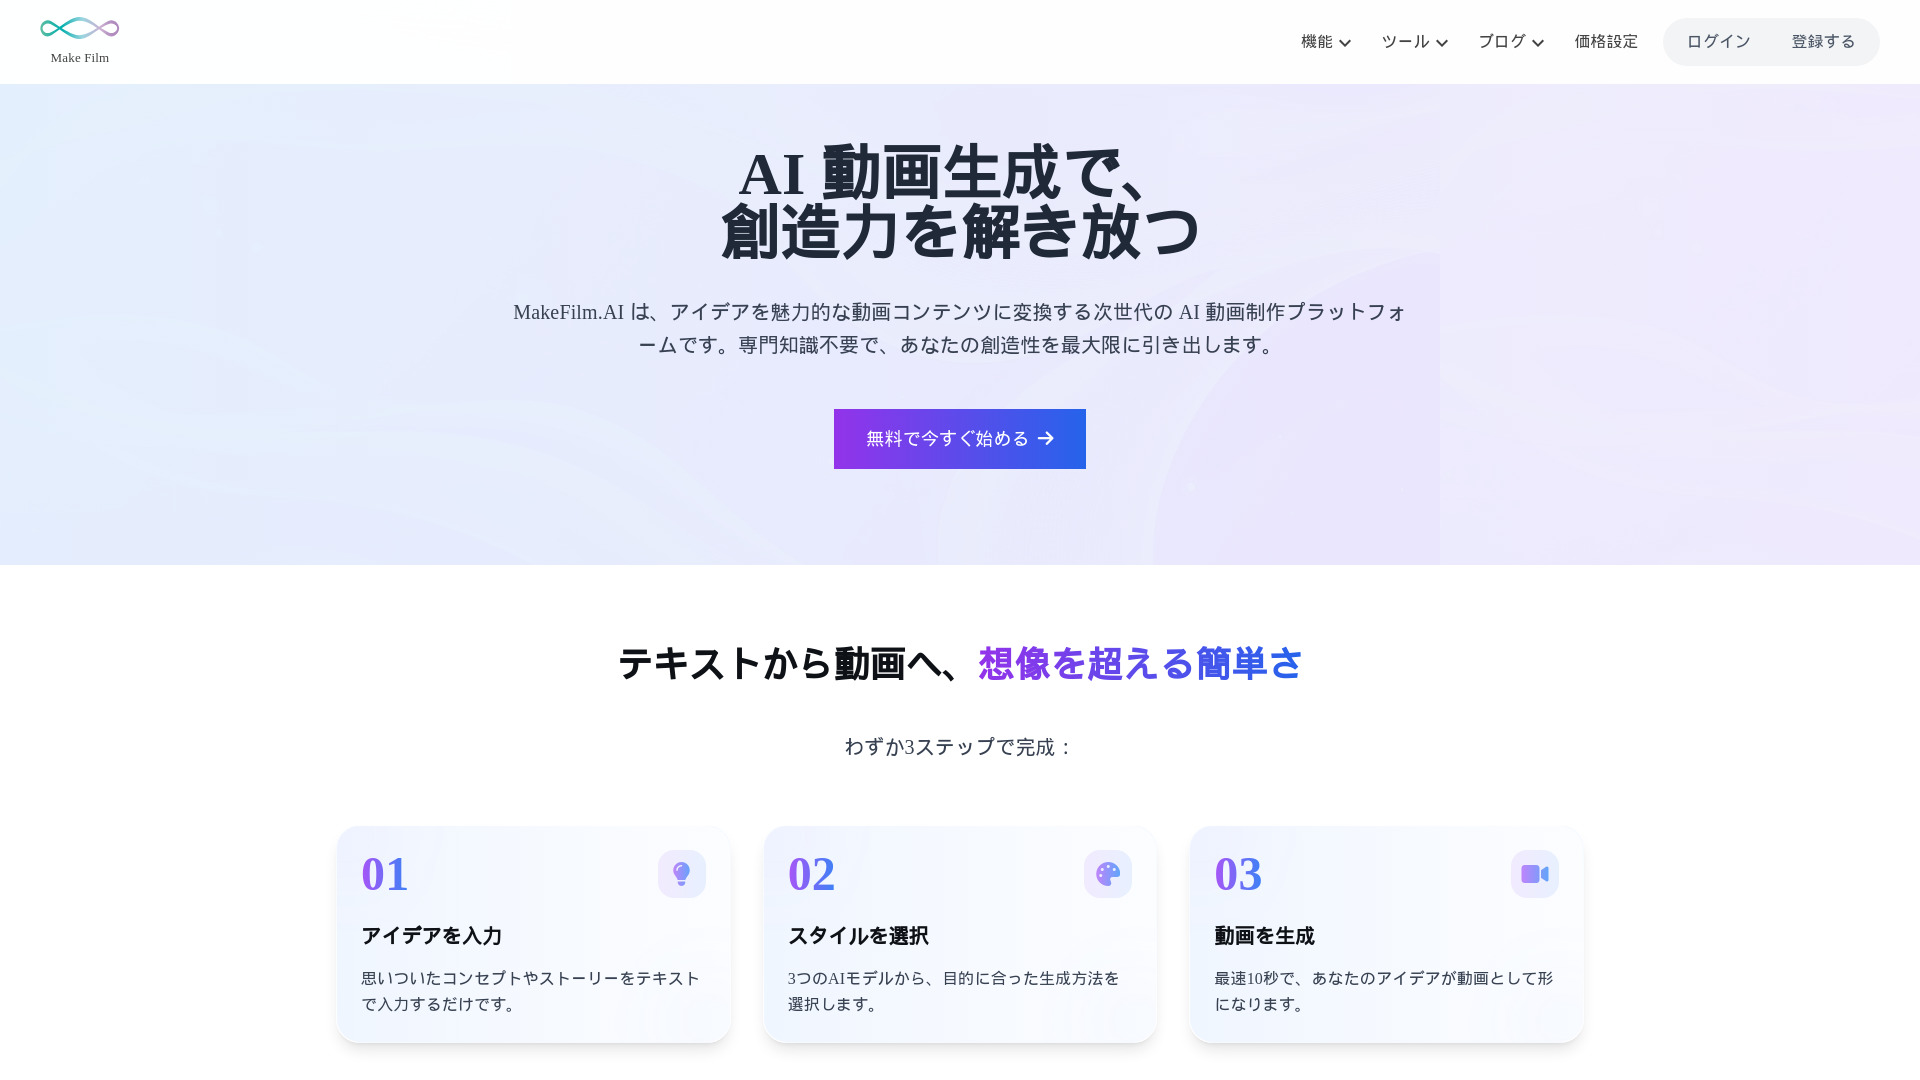 Make Film
機能
ツール
ブログ
価格設定
ログイン
登録する
AI 動画生成で、
創造力を解き放つ
MakeFilm.AI は、アイデアを魅力的な動画コンテンツに変換する次世代の AI 動画制作プラットフォ
ームです。専門知識不要で、あなたの創造性を最大限に引き出します。
無料で今すぐ始める
テキストから動画へ、想像を超える簡単さ
わずか3ステップで完成：
01
アイデアを入力
思いついたコンセプトやストーリーをテキスト
で入力するだけです。
02
スタイルを選択
3つのAIモデルから、目的に合った生成方法を
選択します。
03
動画を生成
最速10秒で、あなたのアイデアが動画として形
になります。